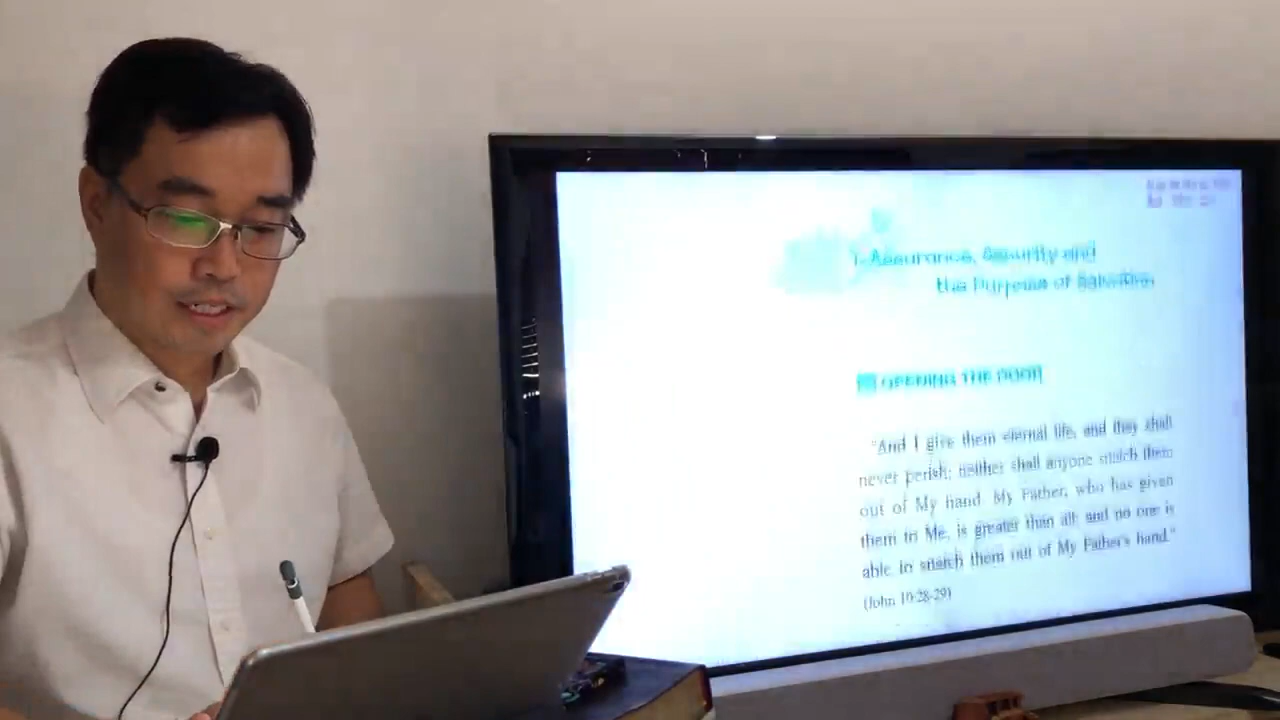 1- Assurance, Security and
the Purpose of Salvation
OPENING THE DOOR
"And I give them eternal life, and they shall
never perish; neither shall anyone snatch them
out of My hand. My Father, who has given
them to Me, is greater than all; and no one is
able to snatch them out of My Father's hand."
(John 10:28-29)